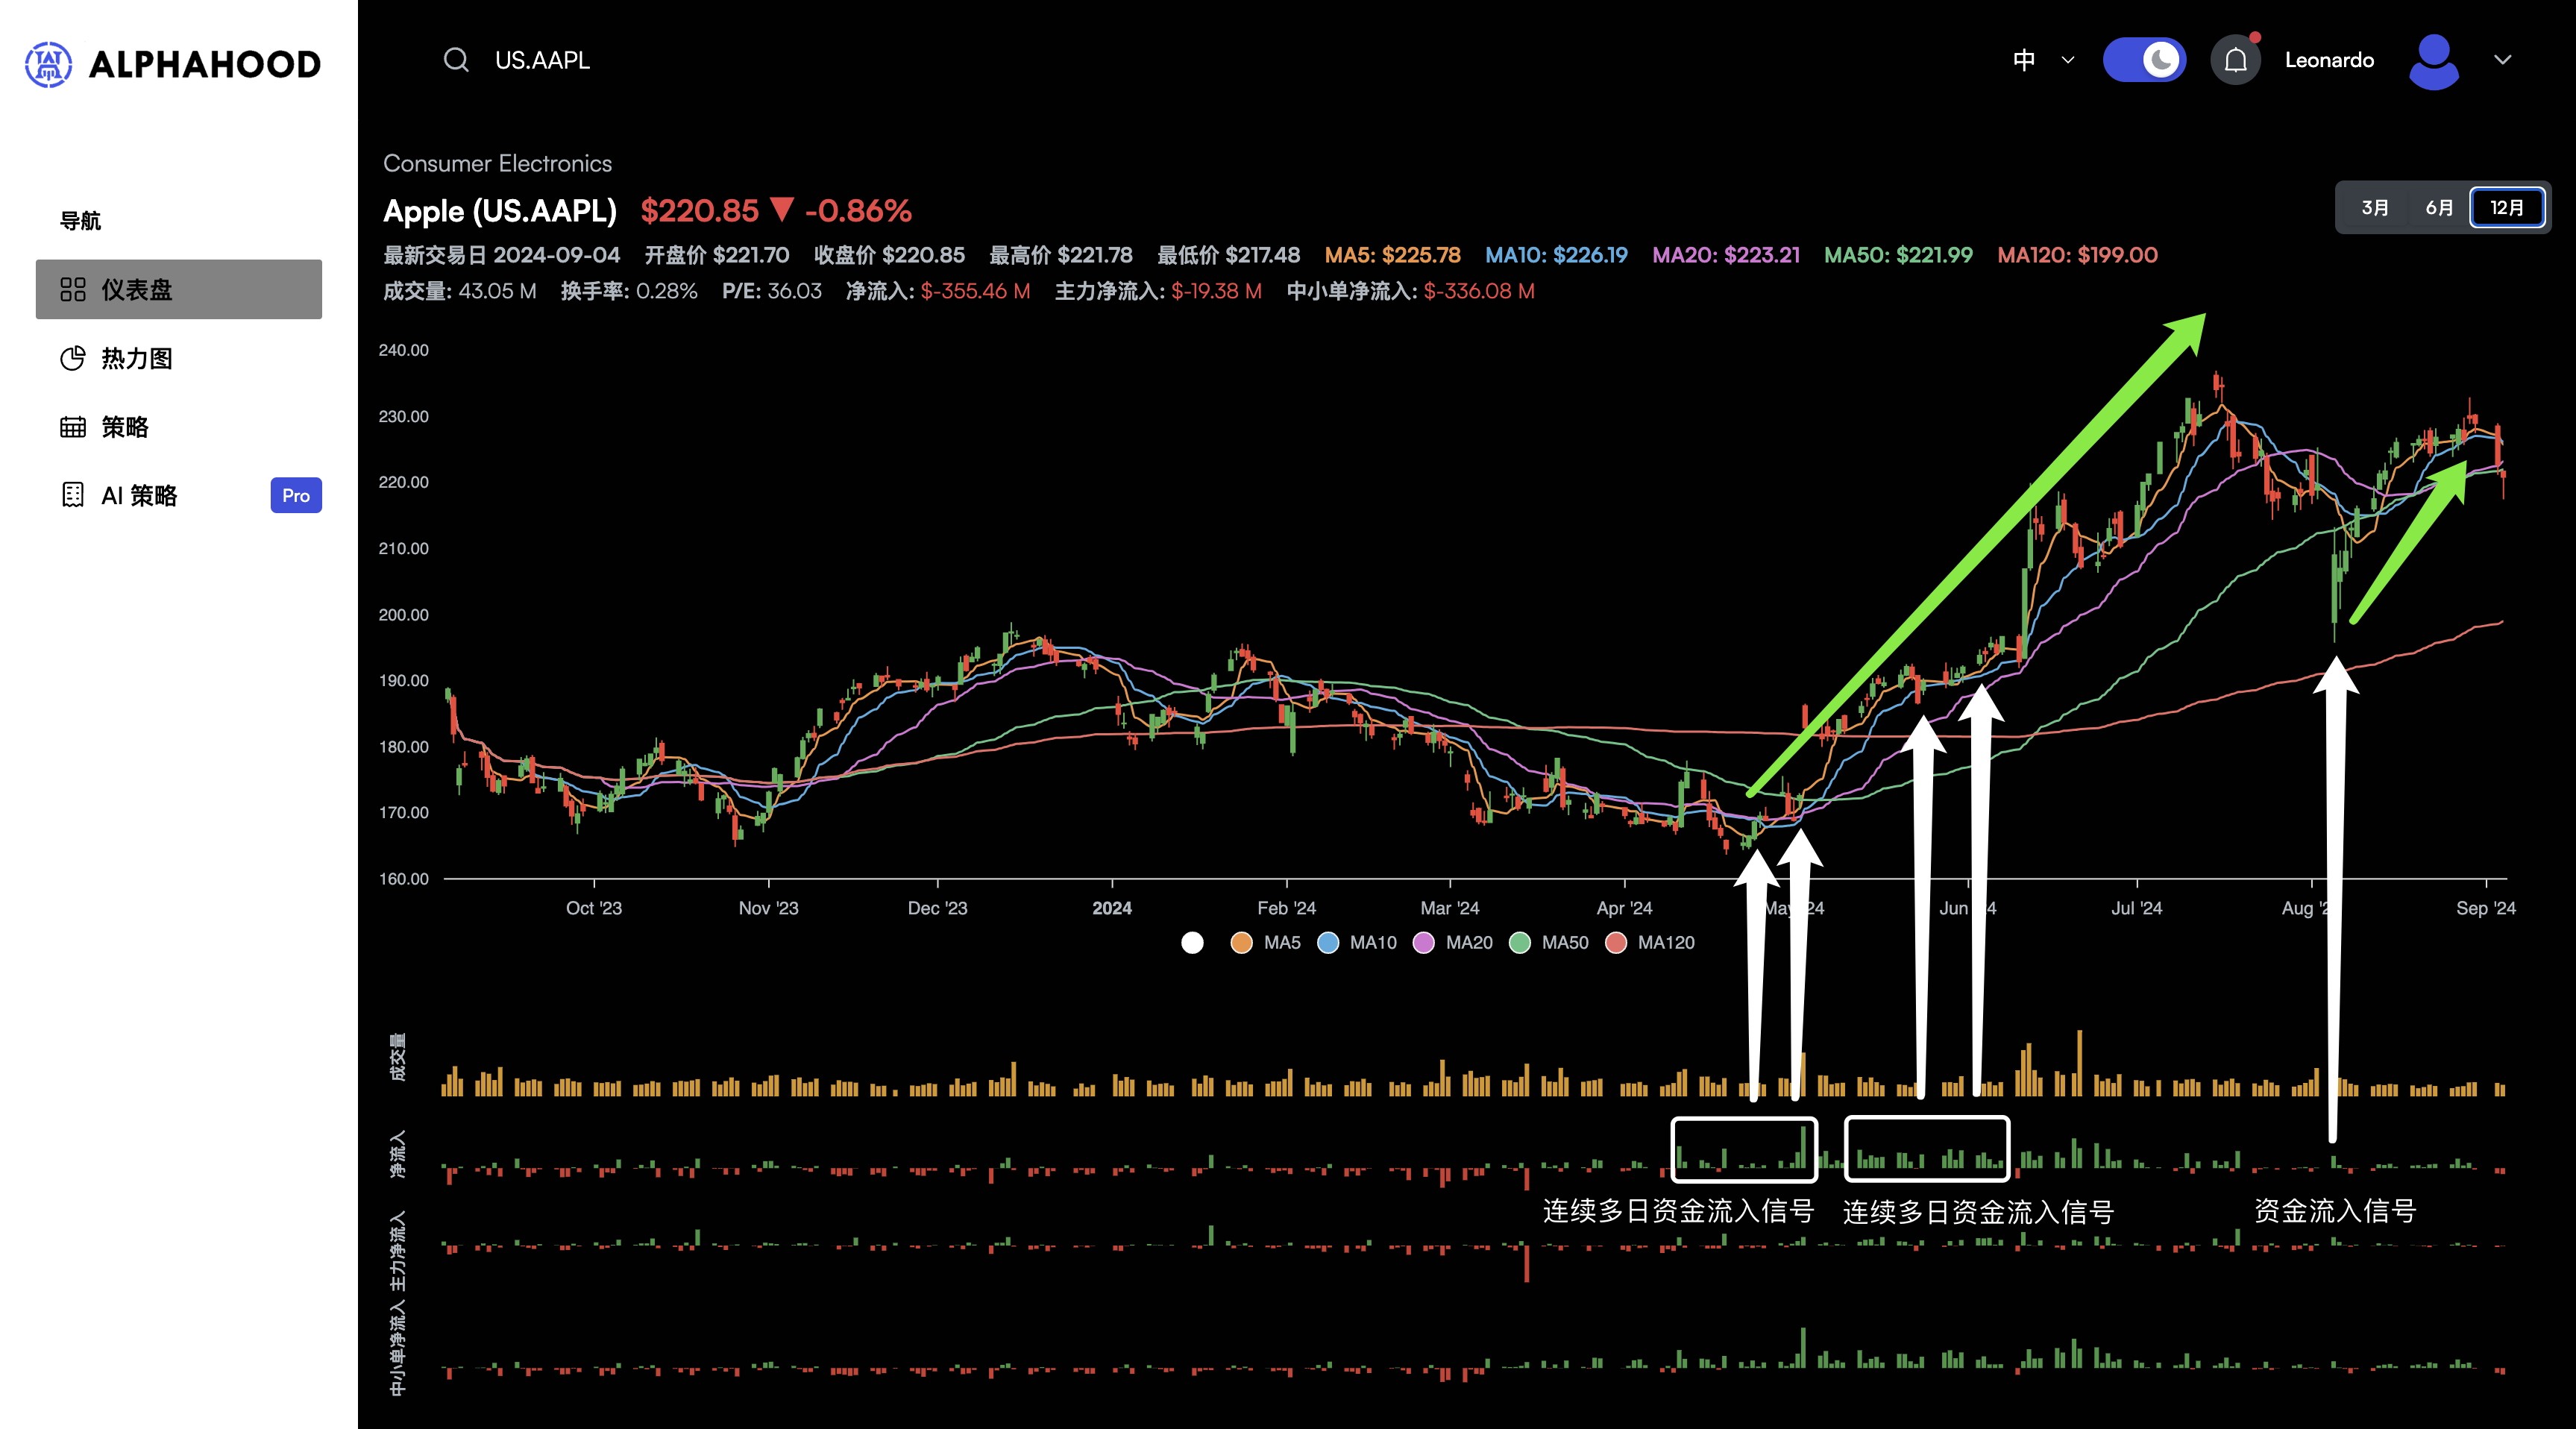 ALPHAHOOD
US.AAPL
中
Leonardo
导航
仪表盘
热力图
策略
AI 策略
Pro
Consumer Electronics
Apple (US.AAPL) $220.85 ▼ -0.86%
3月 6月 12月
最新交易日 2024-09-04 开盘价 $221.70 收盘价 $220.85 最高价 $221.78 最低价 $217.48 MA5: $225.78 MA10: $226.19 MA20: $223.21 MA50: $221.99 MA120: $199.00
成交量: 43.05 M 换手率: 0.28% P/E: 36.03 净流入: $-355.46 M 主力净流入: $-19.38 M 中小单净流入: $-336.08 M
240.00
230.00
220.00
210.00
200.00
190.00
180.00
170.00
160.00
Oct '23 Nov '23 Dec '23 2024 Feb '24 Mar '24 Apr '24 May 24 Jun 4 Jul '24 Aug '2 Sep '24
MA5 MA10 MA20 MA50 MA120
成交量
净流入
连续多日资金流入信号 连续多日资金流入信号 资金流入信号
主力净流入
中小单净流入